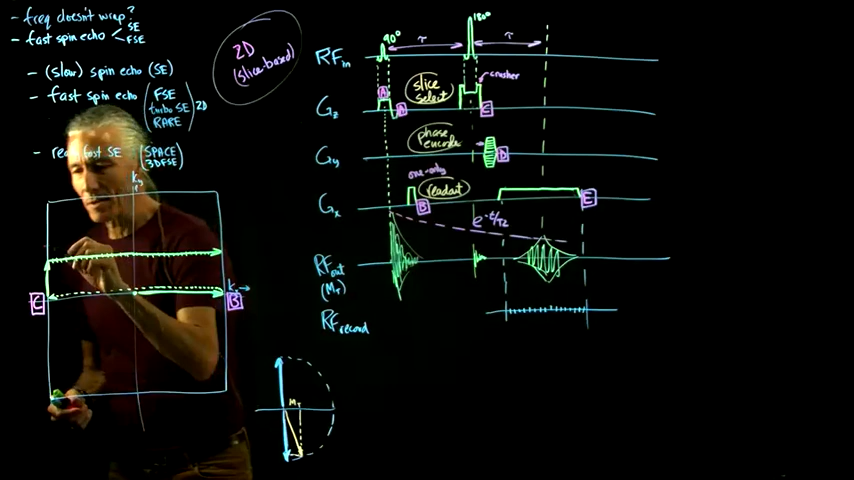 - freq doesn't wrap?
- fast spin echo < SE
FSE
- (slow) spin echo (SE)
- fast spin echo (FSE
turbo SE
RARE) 2D
fast SE (SPACE
3DFSE)
2D
(slice-based)
ky
C
B
MT
90°
180°
τ
τ
RFin
crusher
A
slice
select
Gz
A
C
phase
encode
Gy
D
one-only
readout
Gx
B
E
e^-t/T2
RFout
(MT)
RFrecord